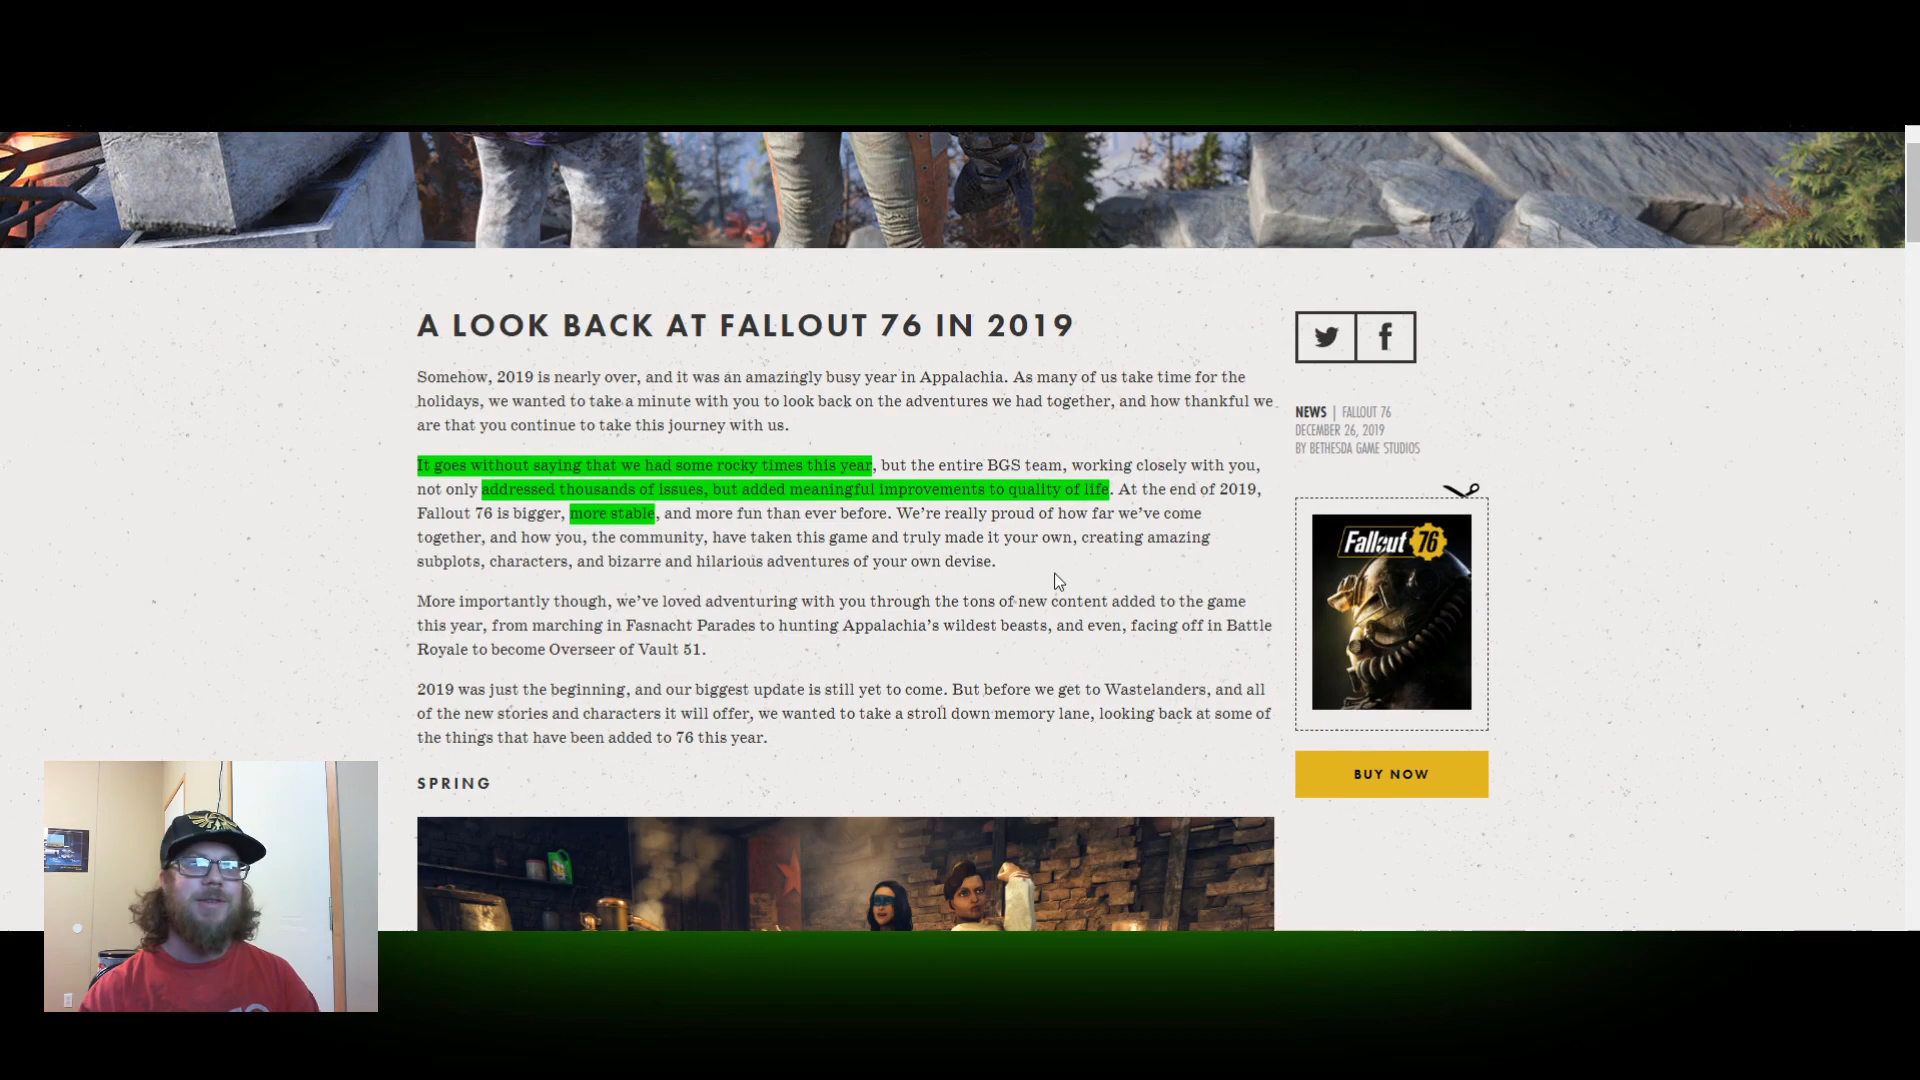 A LOOK BACK AT FALLOUT 76 IN 2019
Somehow, 2019 is nearly over, and it was an amazingly busy year in Appalachia. As many of us take time for the
holidays, we wanted to take a minute with you to look back on the adventures we had together, and how thankful we
are that you continue to take this journey with us.
It goes without saying that we had some rocky times this year, but the entire BGS team, working closely with you,
not only addressed thousands of issues, but added meaningful improvements to quality of life. At the end of 2019,
Fallout 76 is bigger, more stable, and more fun than ever before. We're really proud of how far we've come
together, and how you, the community, have taken this game and truly made it your own, creating amazing
subplots, characters, and bizarre and hilarious adventures of your own devise.
More importantly though, we've loved adventuring with you through the tons of new content added to the game
this year, from marching in Fasnacht Parades to hunting Appalachia's wildest beasts, and even, facing off in Battle
Royale to become Overseer of Vault 51.
2019 was just the beginning, and our biggest update is still yet to come. But before we get to Wastelanders, and all
of the new stories and characters it will offer, we wanted to take a stroll down memory lane, looking back at some of
the things that have been added to 76 this year.
SPRING
NEWS | FALLOUT 76
DECEMBER 26, 2019
BY BETHESDA GAME STUDIOS
Fallout 76
BUY NOW